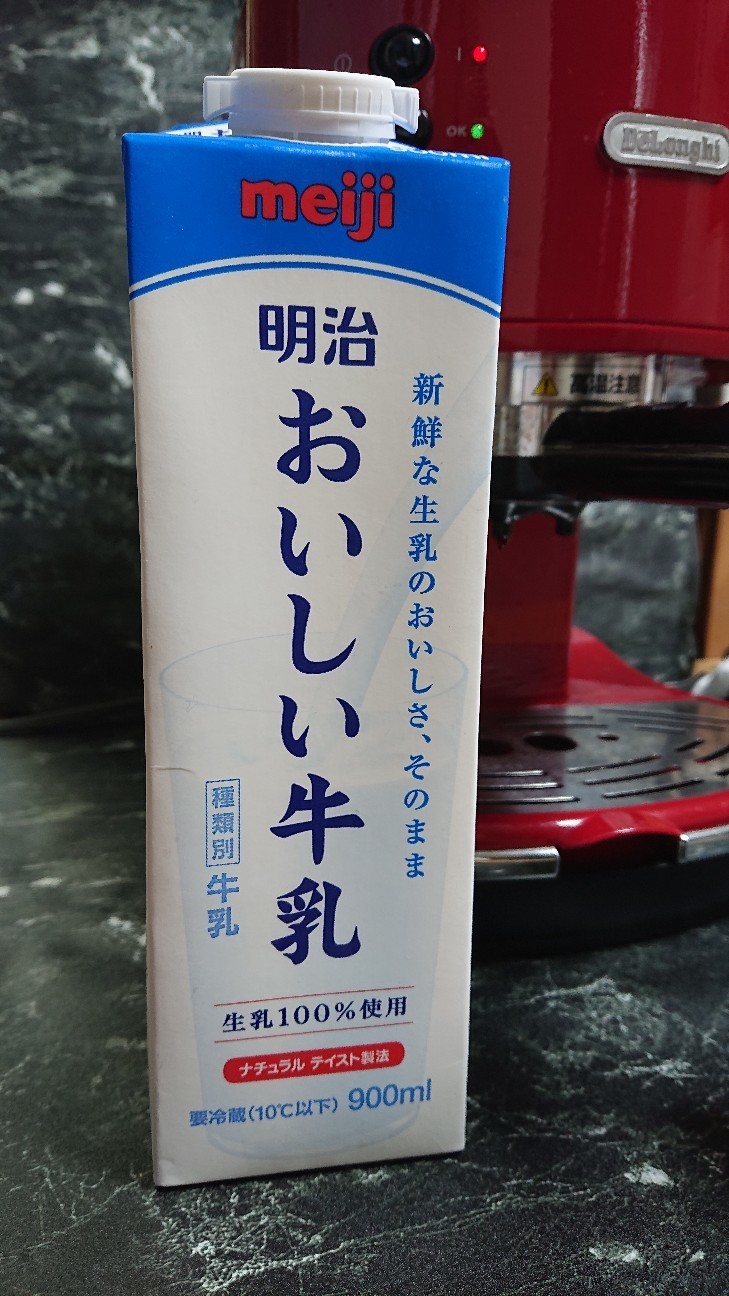 meiji
明治
おいしい牛乳
新鮮な生乳のおいしさ、そのまま
種類別
牛乳
生乳100%使用
ナチュラル テイスト製法
要冷蔵(10℃以下) 900ml
OK
DeLonghi
高温注意